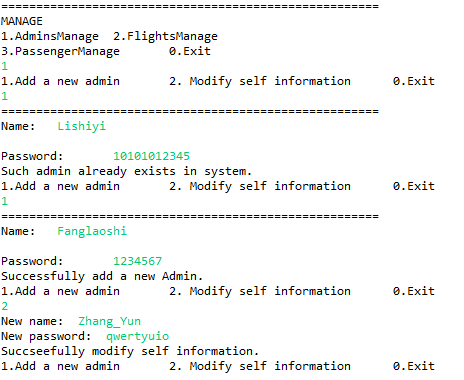 ======================================================
MANAGE
1.AdminsManage  2.FlightsManage
3.PassengerManage       0.Exit
1
1.Add a new admin       2. Modify self information      0.Exit
1
======================================================
Name:   Lishiyi
Password:       10101012345
Such admin already exists in system.
1.Add a new admin       2. Modify self information      0.Exit
1
======================================================
Name:   Fanglaoshi
Password:       1234567
Successfully add a new Admin.
1.Add a new admin       2. Modify self information      0.Exit
2
New name:  Zhang_Yun
New password:  qwertyuio
Succseefully modify self information.
1.Add a new admin       2. Modify self information      0.Exit